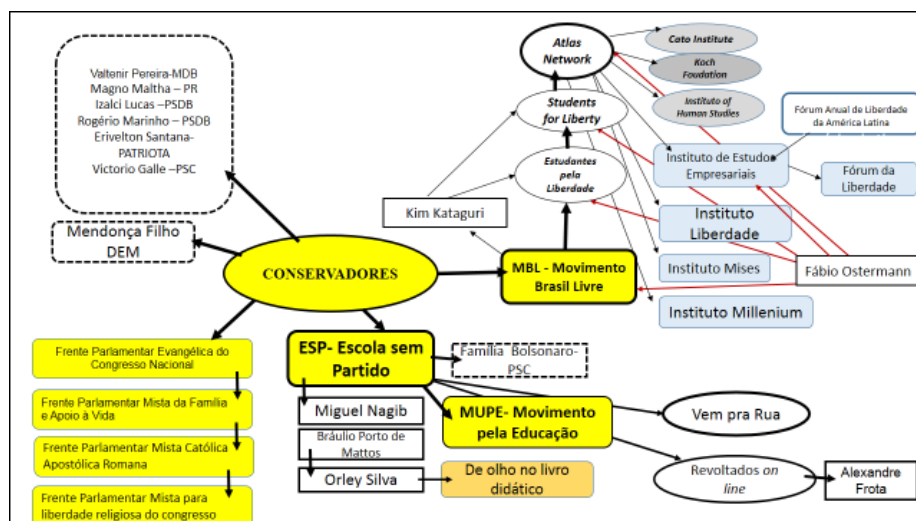 Valtenir Pereira-MDB
Magno Maltha – PR
Izalci Lucas –PSDB
Rogério Marinho – PSDB
Erivelton Santana-
PATRIOTA
Victorio Galle –PSC
Mendonça Filho
DEM
CONSERVADORES
Frente Parlamentar Evangélica do
Congresso Nacional
Frente Parlamentar Mista da Família
e Apoio à Vida
Frente Parlamentar Mista Católica
Apostólica Romana
Frente Parlamentar Mista para
liberdade religiosa do congresso
ESP- Escola sem
Partido
Miguel Nagib
Bráulio Porto de
Mattos
Orley Silva
De olho no livro
didático
Família Bolsonaro-
PSC
MUPE- Movimento
pela Educação
Vem pra Rua
Revoltados on
line
Alexandre
Frota
MBL - Movimento
Brasil Livre
Kim Kataguri
Estudantes
pela
Liberdade
Students
for Liberty
Atlas
Network
Cato Institute
Koch
Foudation
Instituto of
Human Studies
Fórum Anual de Liberdade
da América Latina
Instituto de Estudos
Empresariais
Fórum da
Liberdade
Instituto
Liberdade
Instituto Mises
Instituto Millenium
Fábio Ostermann